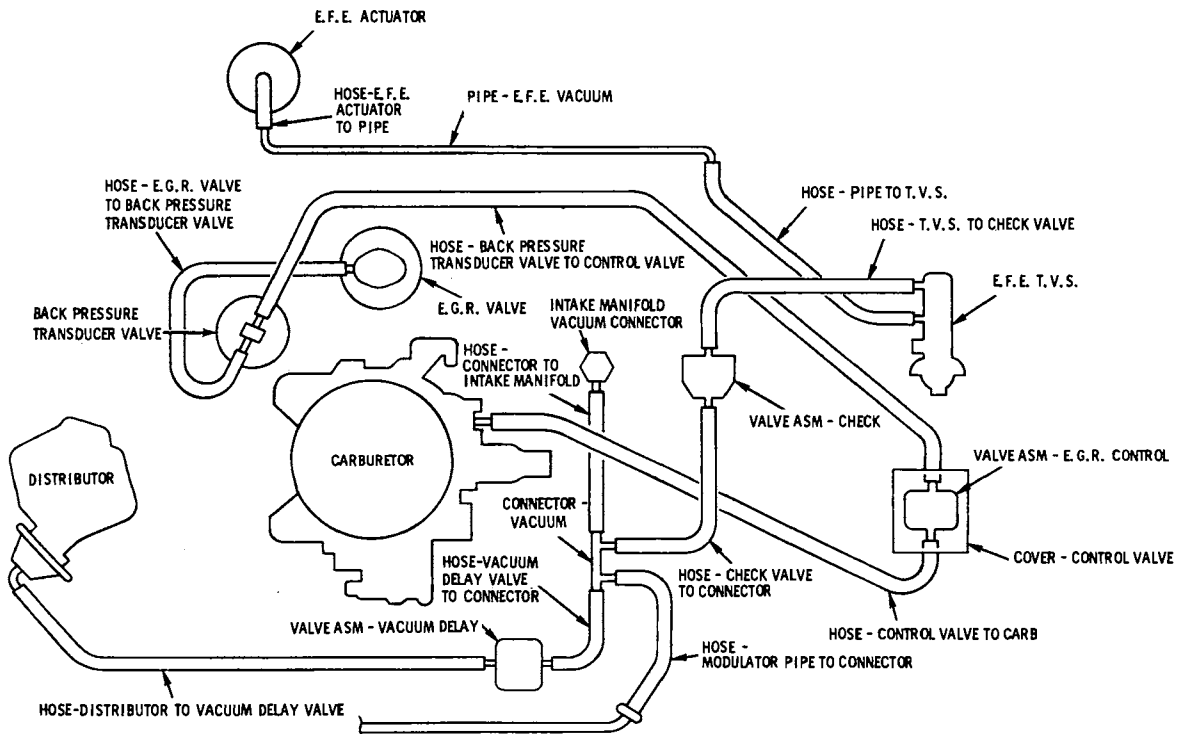 E.F.E. ACTUATOR
HOSE-E.F.E.
ACTUATOR
TO PIPE
PIPE - E.F.E. VACUUM
HOSE - E.G.R. VALVE
TO BACK PRESSURE
TRANSDUCER VALVE
HOSE - PIPE TO T.V.S.
HOSE - T.V.S. TO CHECK VALVE
HOSE - BACK PRESSURE
TRANSDUCER VALVE TO CONTROL VALVE
E.F.E. T.V.S.
E.G.R. VALVE
BACK PRESSURE
TRANSDUCER VALVE
INTAKE MANIFOLD
VACUUM CONNECTOR
HOSE -
CONNECTOR TO
INTAKE MANIFOLD
VALVE ASM - CHECK
CARBURETOR
DISTRIBUTOR
VALVE ASM - E.G.R. CONTROL
CONNECTOR -
VACUUM
COVER - CONTROL VALVE
HOSE-VACUUM
DELAY VALVE
TO CONNECTOR
HOSE - CHECK VALVE
TO CONNECTOR
VALVE ASM - VACUUM DELAY
HOSE - CONTROL VALVE TO CARB
HOSE -
MODULATOR PIPE TO CONNECTOR
HOSE-DISTRIBUTOR TO VACUUM DELAY VALVE